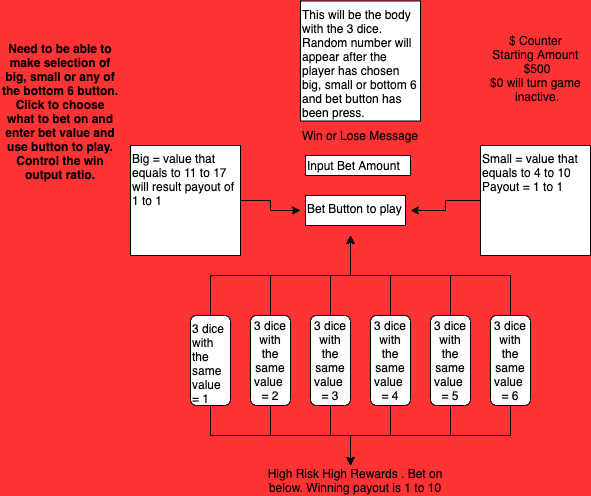 This will be the body
with the 3 dice.
Random number will
appear after the
player has chosen
big, small or bottom 6
and bet button has
been press.
$ Counter
Starting Amount
$500
$0 will turn game
inactive.
Need to be able to
make selection of
big, small or any of
the bottom 6 button.
Click to choose
what to bet on and
enter bet value and
use button to play.
Control the win
output ratio.
Win or Lose Message
Input Bet Amount
Big = value that
equals to 11 to 17
will result payout of
1 to 1
Small = value that
equals to 4 to 10
Payout = 1 to 1
Bet Button to play
3 dice
with
the
same
value
= 1
3 dice
with
the
same
value
= 2
3 dice
with
the
same
value
= 3
3 dice
with
the
same
value
= 4
3 dice
with
the
same
value
= 5
3 dice
with
the
same
value
= 6
High Risk High Rewards . Bet on
below. Winning payout is 1 to 10